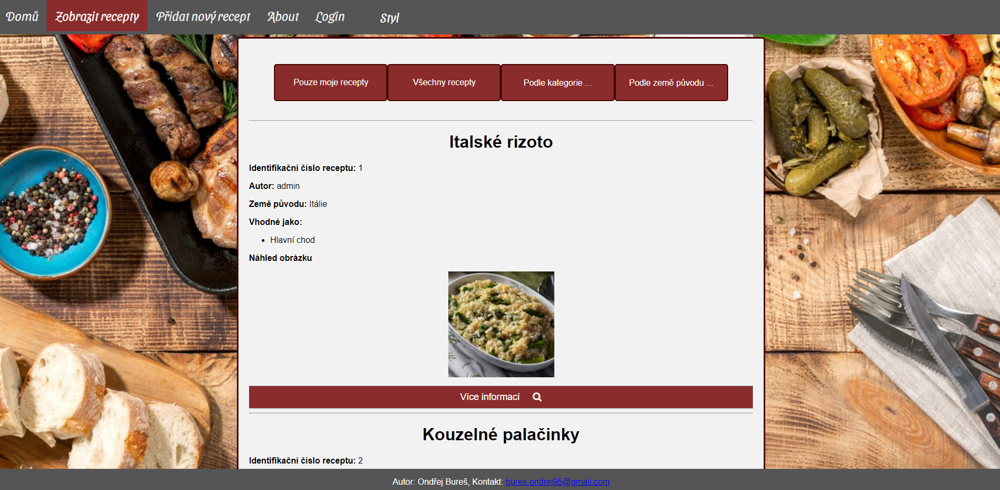 Domů Zobrazit recepty Přidat nový recept About Login Styl
Pouze moje recepty Všechny recepty Podle kategorie ... Podle země původu ...
Italské rizoto
Identifikační číslo receptu: 1
Autor: admin
Země původu: Itálie
Vhodné jako:
• Hlavní chod
Náhled obrázku
Více informací
Kouzelné palačinky
Identifikační číslo receptu: 2
Autor: Ondřej Bureš, Kontakt: bures.ondrej95@gmail.com